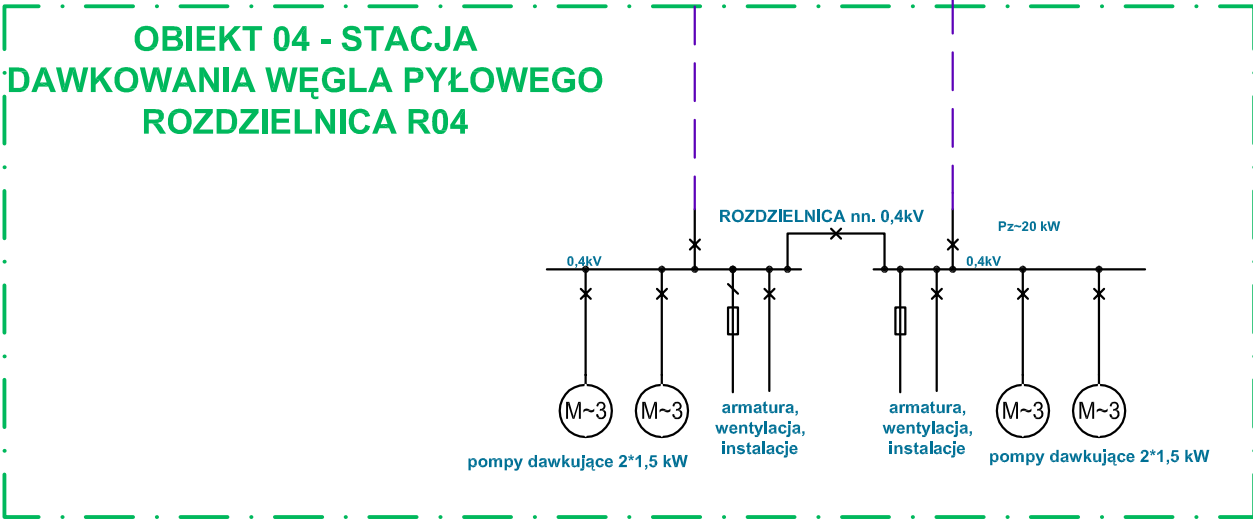 OBIEKT 04 - STACJA
DAWKOWANIA WĘGLA PYŁOWEGO
ROZDZIELNICA R04
ROZDZIELNICA nn. 0,4kV
Pz~20 kW
0,4kV
0,4kV
M~3
M~3
M~3
M~3
armatura,
wentylacja,
instalacje
armatura,
wentylacja,
instalacje
pompy dawkujące 2*1,5 kW
pompy dawkujące 2*1,5 kW